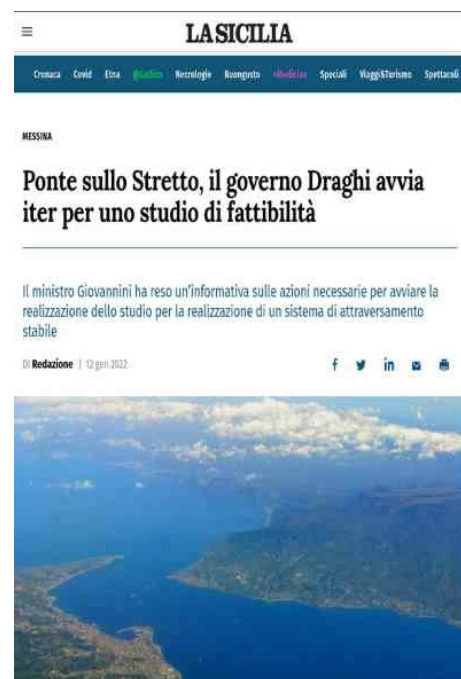 LA SICILIA
Cronaca Covid Etna Necrologie Buongusto Speciali Viaggi&Turismo Spettacoli
MESSINA
Ponte sullo Stretto, il governo Draghi avvia
iter per uno studio di fattibilità
Il ministro Giovannini ha reso un'informativa sulle azioni necessarie per avviare la
realizzazione dello studio per la realizzazione di un sistema di attraversamento
stabile
Di Redazione | 12 gen 2022